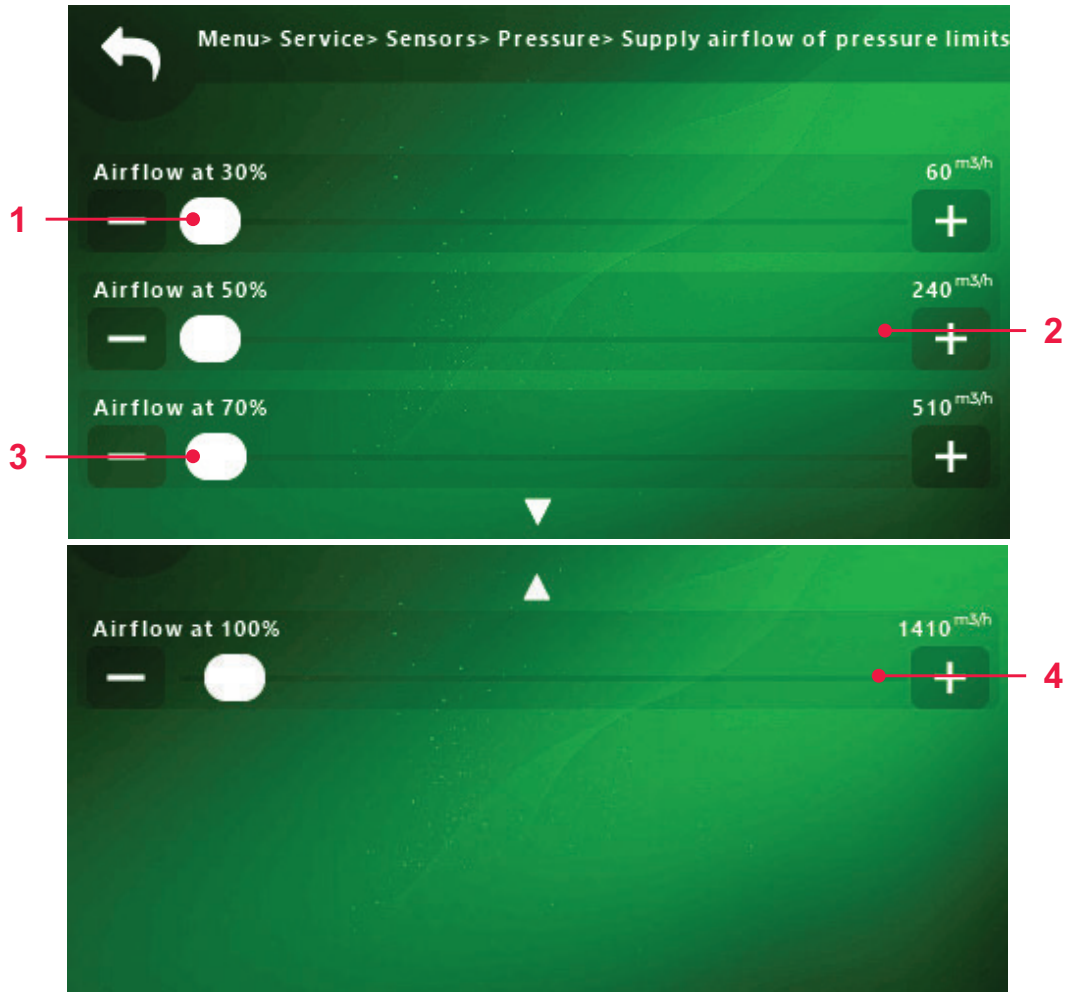 Menu> Service> Sensors> Pressure> Supply airflow of pressure limits
Airflow at 30%
60 m3/h
1
Airflow at 50%
240 m3/h
2
Airflow at 70%
510 m3/h
3
Airflow at 100%
1410 m3/h
4